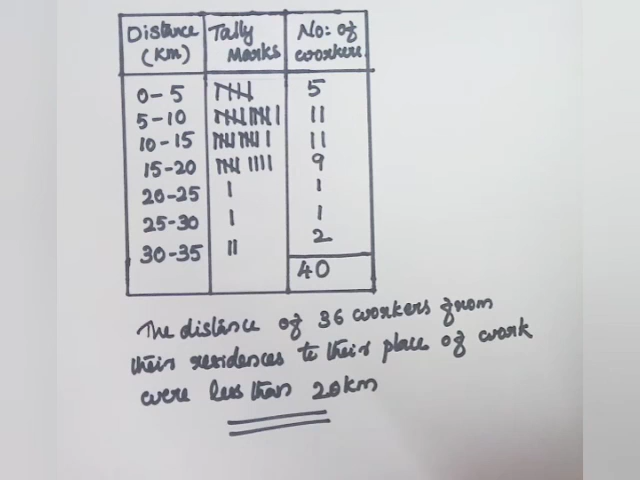 Distance Tally No: of
(Km) Marks workers
0-5 5
5-10 11
10-15 11
15-20 9
20-25 1
25-30 1
30-35 2
40
The distance of 36 workers from
their residences to their place of work
were less than 20km